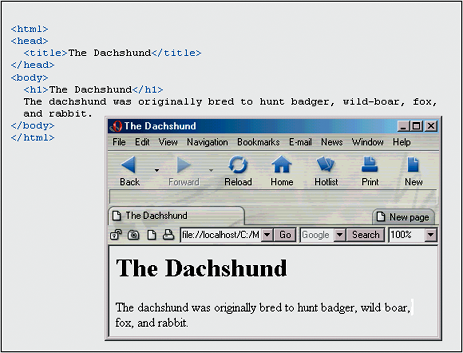 <html>
<head>
<title>The Dachshund</title>
</head>
<body>
<h1>The Dachshund</h1>
The dachshund was originally bred to hunt badger, wild-boar, fox,
and rabbit.
</body>
</html>
The Dachshund
File Edit View Navigation Bookmarks E-mail News Window Help
Back Forward Reload Home Hotlist Print New
The Dachshund New page
file://localhost/C:/M Go Google Search 100%
The Dachshund
The dachshund was originally bred to hunt badger, wild boar,
fox, and rabbit.